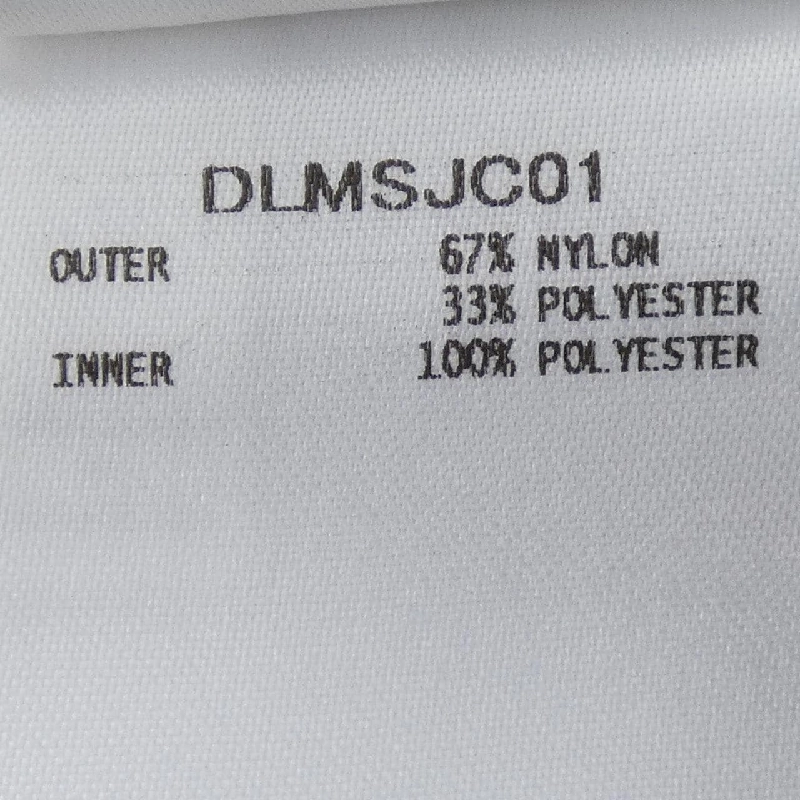 DLMSJC01
OUTER 67% NYLON
33% POLYESTER
INNER 100% POLYESTER